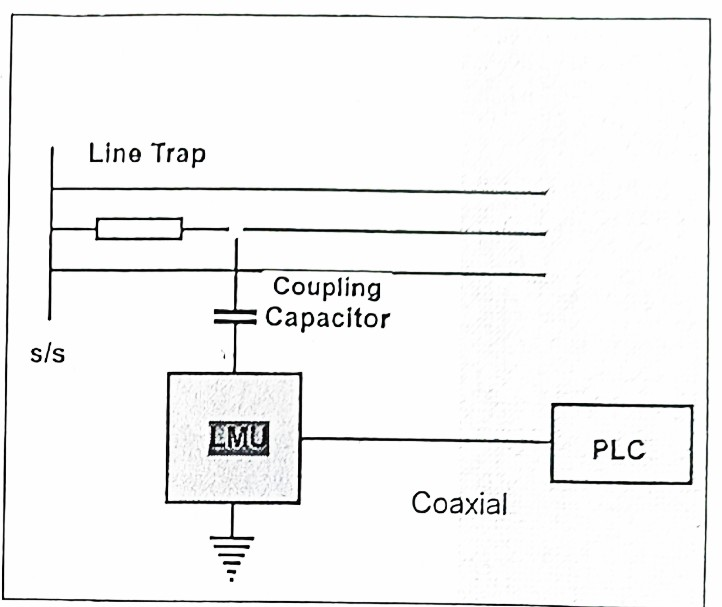 Line Trap
Coupling
Capacitor
s/s
LMU
PLC
Coaxial